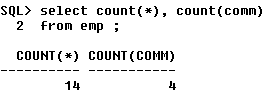 SQL> select count(*), count(comm)
  2  from emp ;
  COUNT(*) COUNT(COMM)
---------- -----------
        14           4